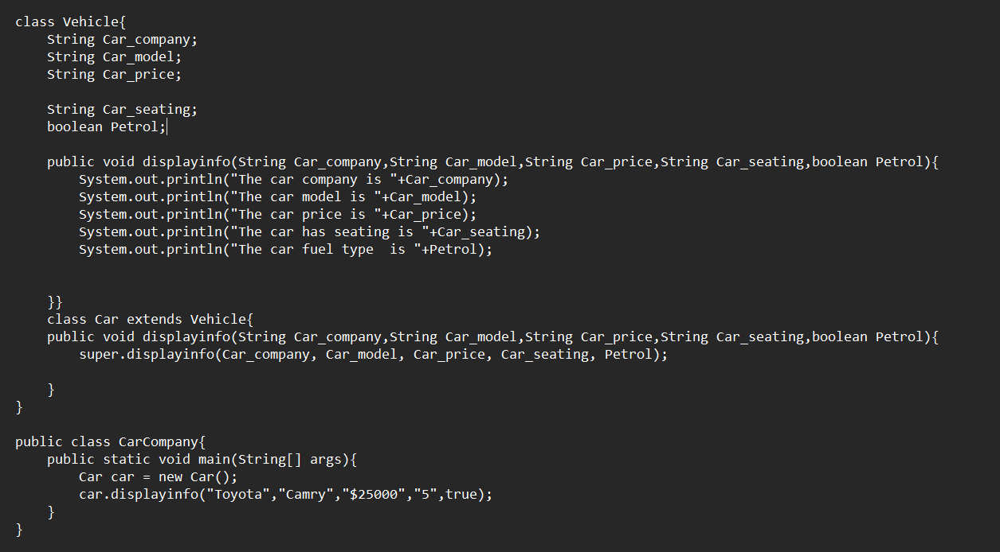 class Vehicle{
    String Car_company;
    String Car_model;
    String Car_price;

    String Car_seating;
    boolean Petrol;

    public void displayinfo(String Car_company,String Car_model,String Car_price,String Car_seating,boolean Petrol){
        System.out.println("The car company is "+Car_company);
        System.out.println("The car model is "+Car_model);
        System.out.println("The car price is "+Car_price);
        System.out.println("The car has seating is "+Car_seating);
        System.out.println("The car fuel type  is "+Petrol);


    }}
    class Car extends Vehicle{
    public void displayinfo(String Car_company,String Car_model,String Car_price,String Car_seating,boolean Petrol){
        super.displayinfo(Car_company, Car_model, Car_price, Car_seating, Petrol);

    }
}

public class CarCompany{
    public static void main(String[] args){
        Car car = new Car();
        car.displayinfo("Toyota","Camry","$25000","5",true);
    }
}